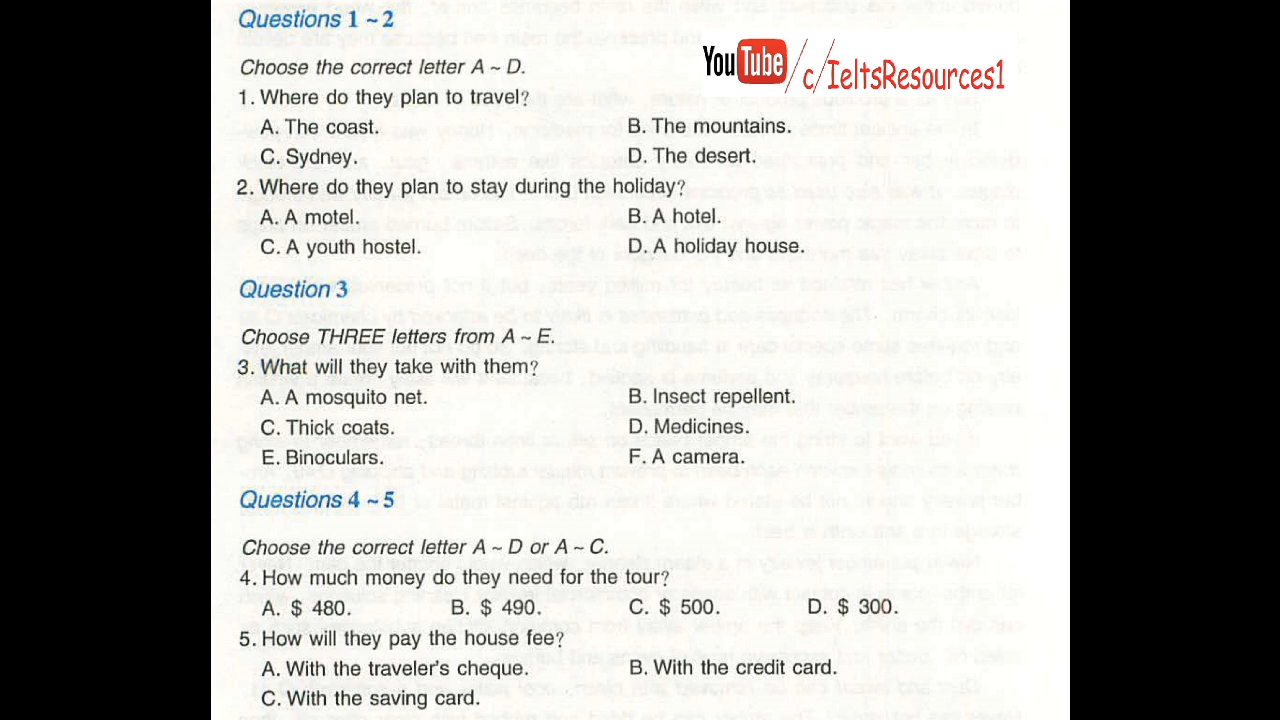 Questions 1 ~ 2
YouTube/c/IeltsResources1
Choose the correct letter A ~ D.
1. Where do they plan to travel?
A. The coast. B. The mountains.
C. Sydney. D. The desert.
2. Where do they plan to stay during the holiday?
A. A motel. B. A hotel.
C. A youth hostel. D. A holiday house.
Question 3
Choose THREE letters from A ~ E.
3. What will they take with them?
A. A mosquito net. B. Insect repellent.
C. Thick coats. D. Medicines.
E. Binoculars. F. A camera.
Questions 4 ~ 5
Choose the correct letter A ~ D or A ~ C.
4. How much money do they need for the tour?
A. $ 480. B. $ 490. C. $ 500. D. $ 300.
5. How will they pay the house fee?
A. With the traveler's cheque. B. With the credit card.
C. With the saving card.